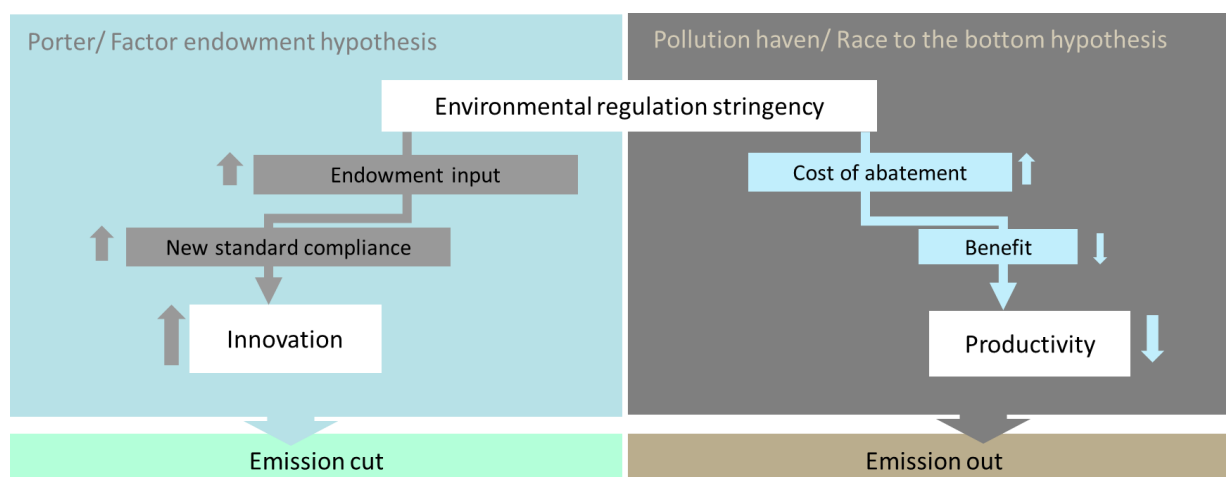 Porter/ Factor endowment hypothesis
Pollution haven/ Race to the bottom hypothesis
Environmental regulation stringency
Endowment input
Cost of abatement
New standard compliance
Benefit
Innovation
Productivity
Emission cut
Emission out